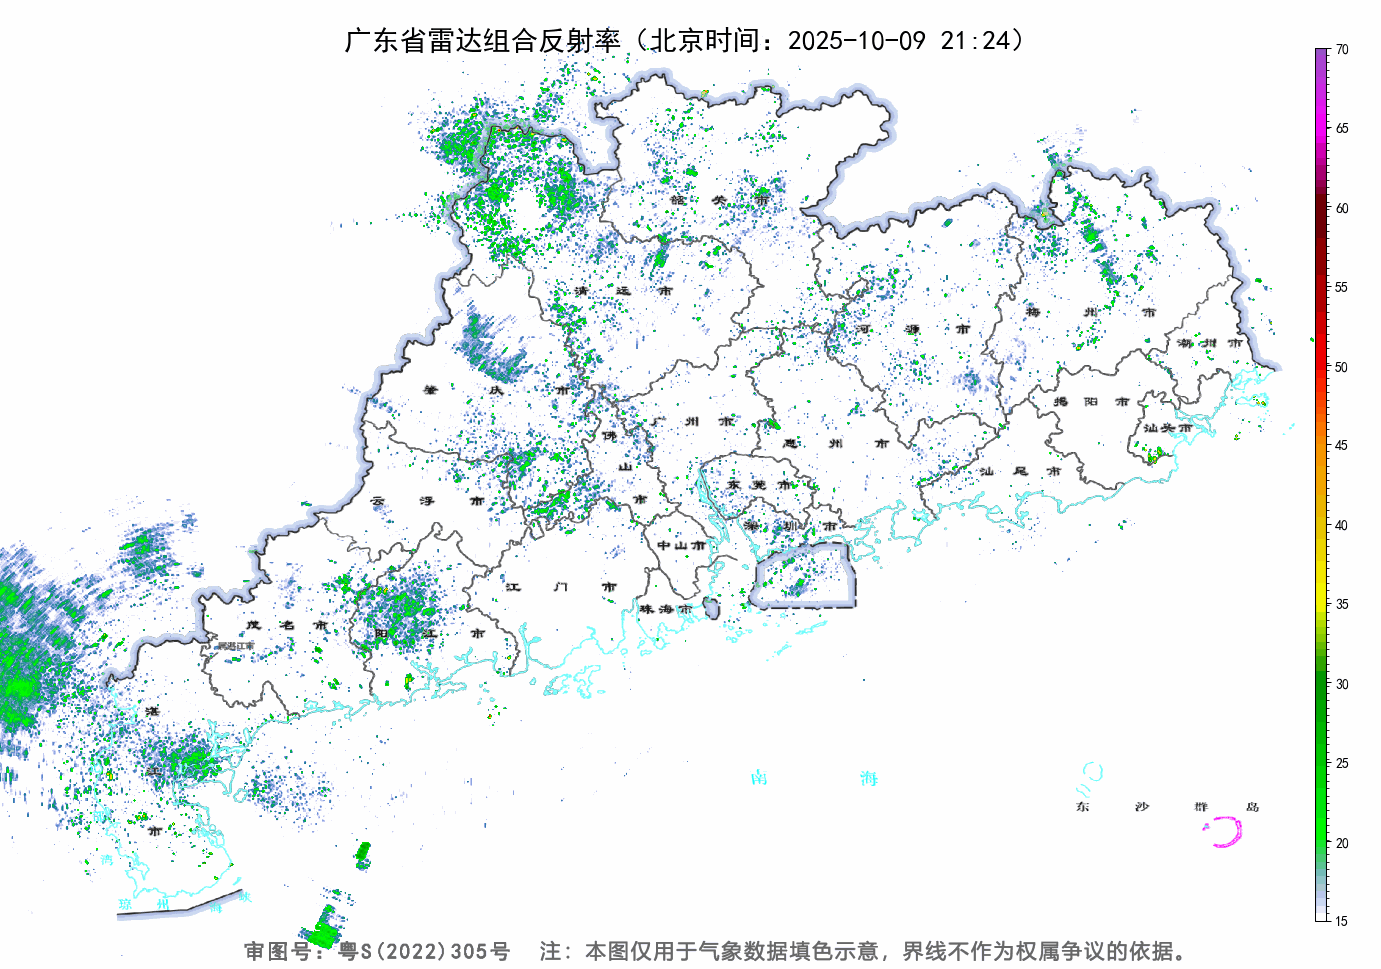 广东省雷达组合反射率（北京时间：2025-10-09 21:24）
70
65
60
55
50
45
40
35
30
25
20
15
韶关市
清远市
梅州市
河源市
潮州市
肇庆市
揭阳市
广州市
汕头市
佛山市
惠州市
汕尾市
东莞市
云浮市
深圳市
中山市
江门市
珠海市
茂名市
阳江市
湛江市
南海
东沙群岛
湾
琼州海峡
审图号：粤S(2022)305号 注：本图仅用于气象数据填色示意，界线不作为权属争议的依据。